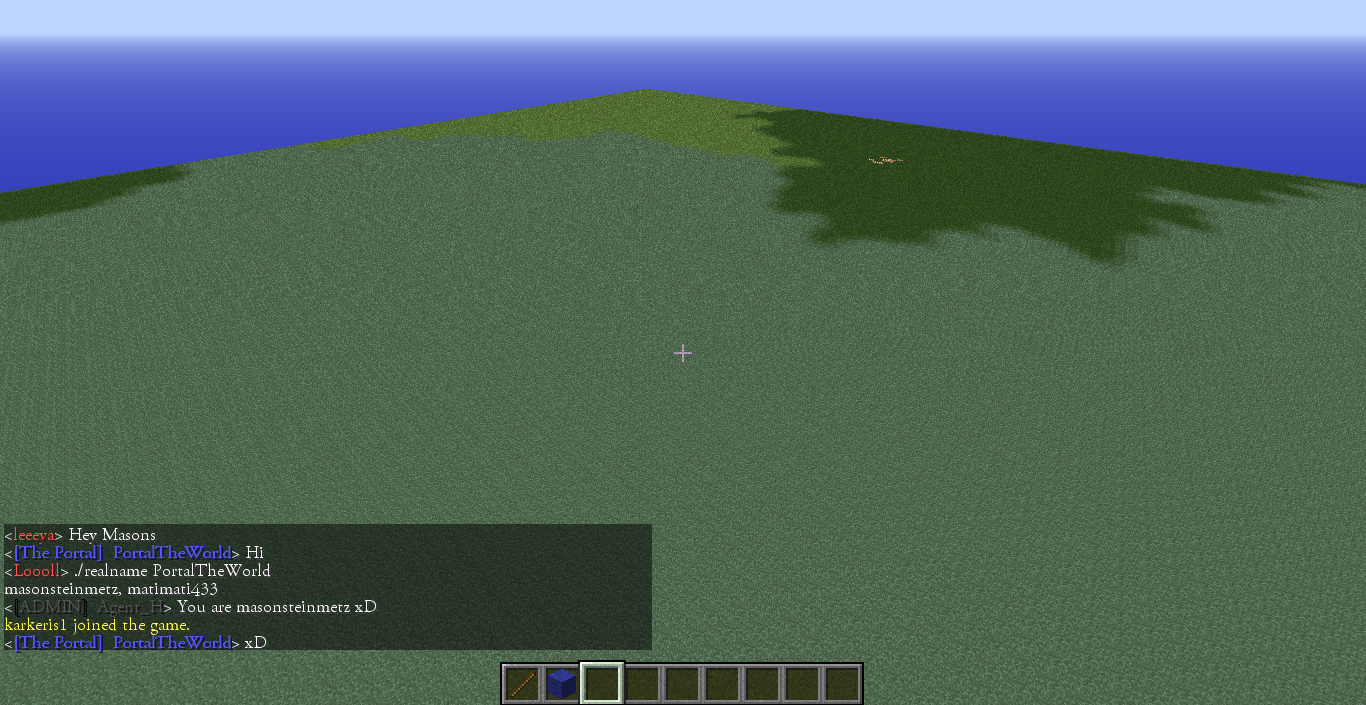 <leeeva> Hey Masons
<[The Portal] PortalTheWorld> Hi
<Loooll> ./realname PortalTheWorld
masonsteinmetz, matimati433
<[ADMIN] Agent_H> You are masonsteinmetz xD
karkeris1 joined the game.
<[The Portal] PortalTheWorld> xD